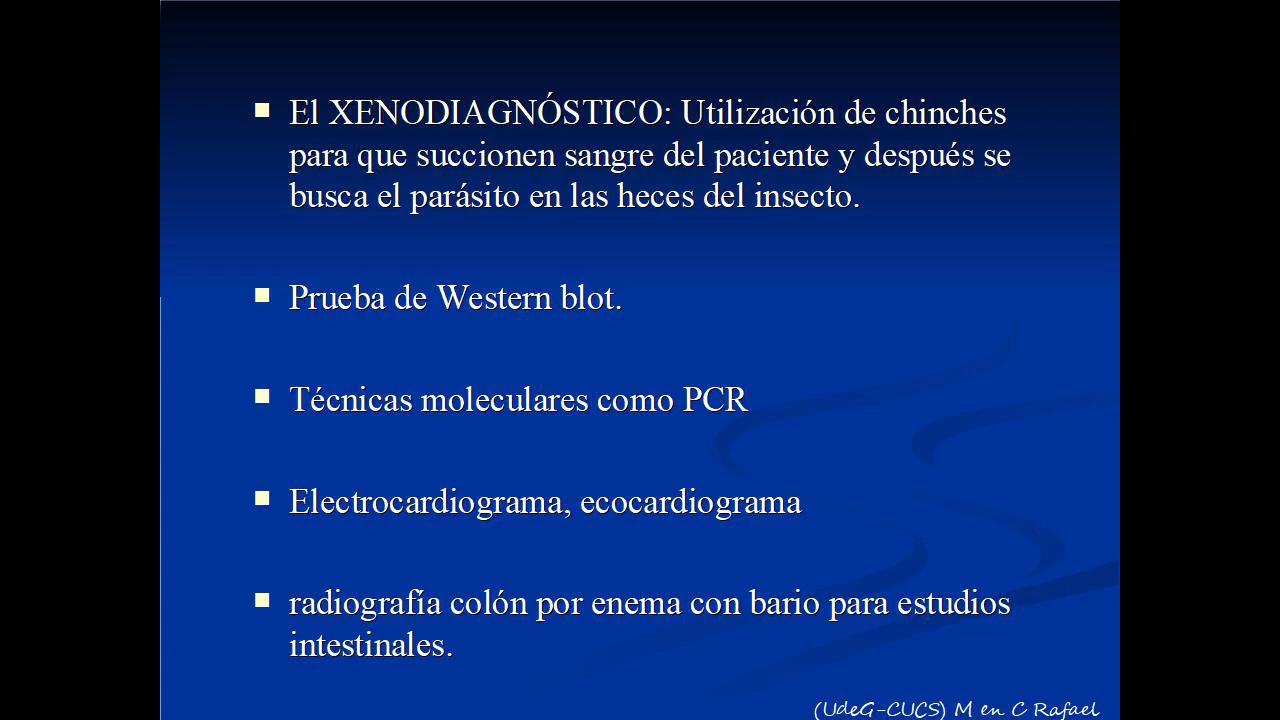 El XENODIAGNÓSTICO: Utilización de chinches
para que succionen sangre del paciente y después se
busca el parásito en las heces del insecto.
Prueba de Western blot.
Técnicas moleculares como PCR
Electrocardiograma, ecocardiograma
radiografía colón por enema con bario para estudios
intestinales.
(UdeG-CUCS) M en C Rafael